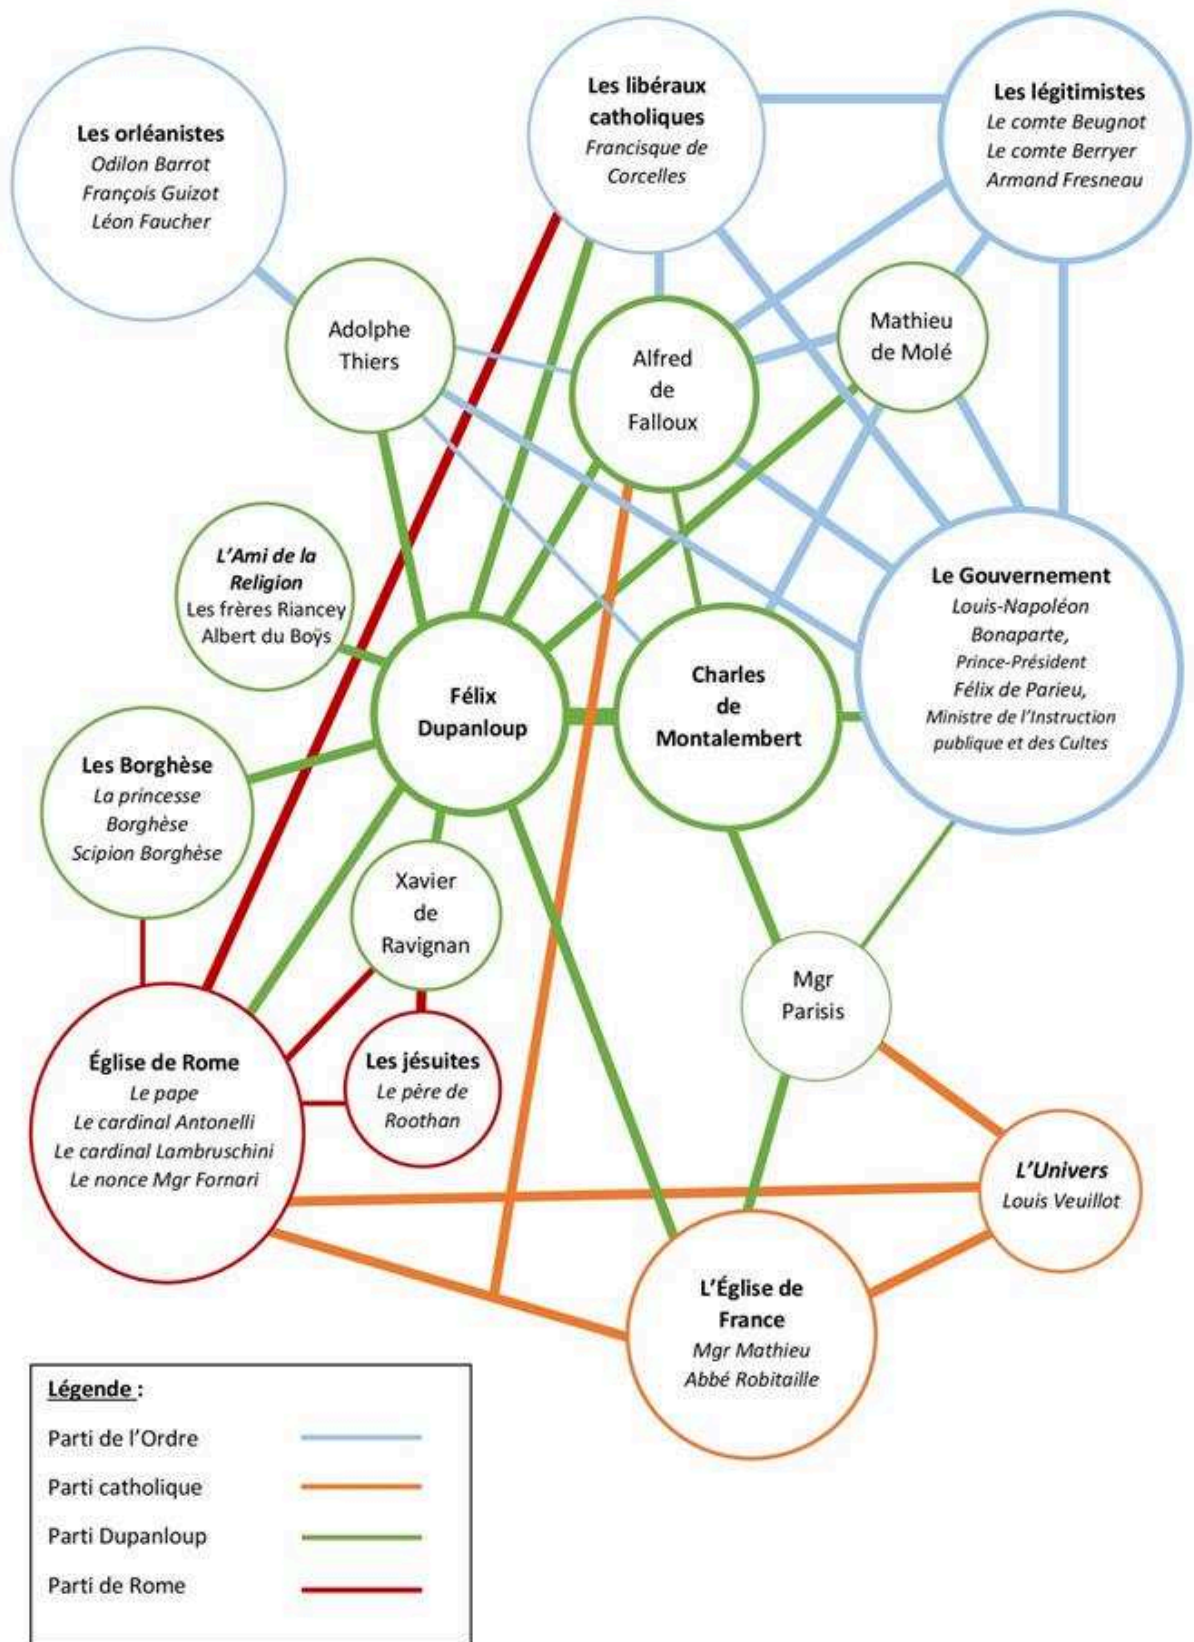 Les orléanistes
Odilon Barrot
François Guizot
Léon Faucher
Les libéraux
catholiques
Francisque de
Corcelles
Les légitimistes
Le comte Beugnot
Le comte Berryer
Armand Fresneau
Adolphe
Thiers
Alfred
de
Falloux
Mathieu
de Molé
L'Ami de la
Religion
Les frères Riancey
Albert du Boÿs
Félix
Dupanloup
Charles
de
Montalembert
Le Gouvernement
Louis-Napoléon
Bonaparte,
Prince-Président
Félix de Parieu,
Ministre de l'Instruction
publique et des Cultes
Les Borghèse
La princesse
Borghèse
Scipion Borghèse
Xavier
de
Ravignan
Mgr
Parisis
Église de Rome
Le pape
Le cardinal Antonelli
Le cardinal Lambruschini
Le nonce Mgr Fornari
Les jésuites
Le père de
Roothan
L'Univers
Louis Veuillot
L'Église de
France
Mgr Mathieu
Abbé Robitaille
Légende :
Parti de l'Ordre
Parti catholique
Parti Dupanloup
Parti de Rome